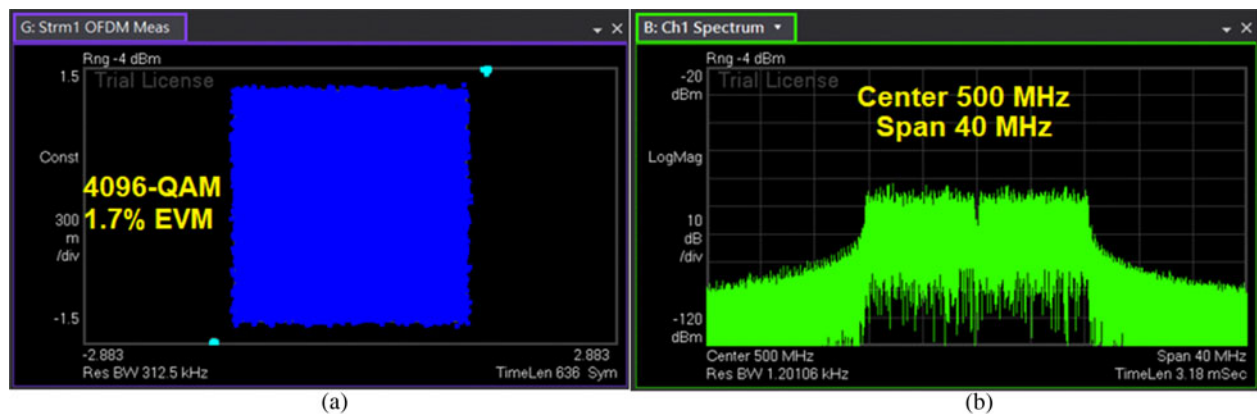 G: Strm1 OFDM Meas
Rng -4 dBm
1.5
Trial License
Const
4096-QAM
1.7% EVM
300
m
/div
-1.5
-2.883
2.883
Res BW 312.5 kHz
TimeLen 636 Sym
(a)
B: Ch1 Spectrum
Rng -4 dBm
-20
dBm
Trial License
Center 500 MHz
Span 40 MHz
LogMag
10
dB
/div
-120
dBm
Center 500 MHz
Span 40 MHz
Res BW 1.20106 kHz
TimeLen 3.18 mSec
(b)